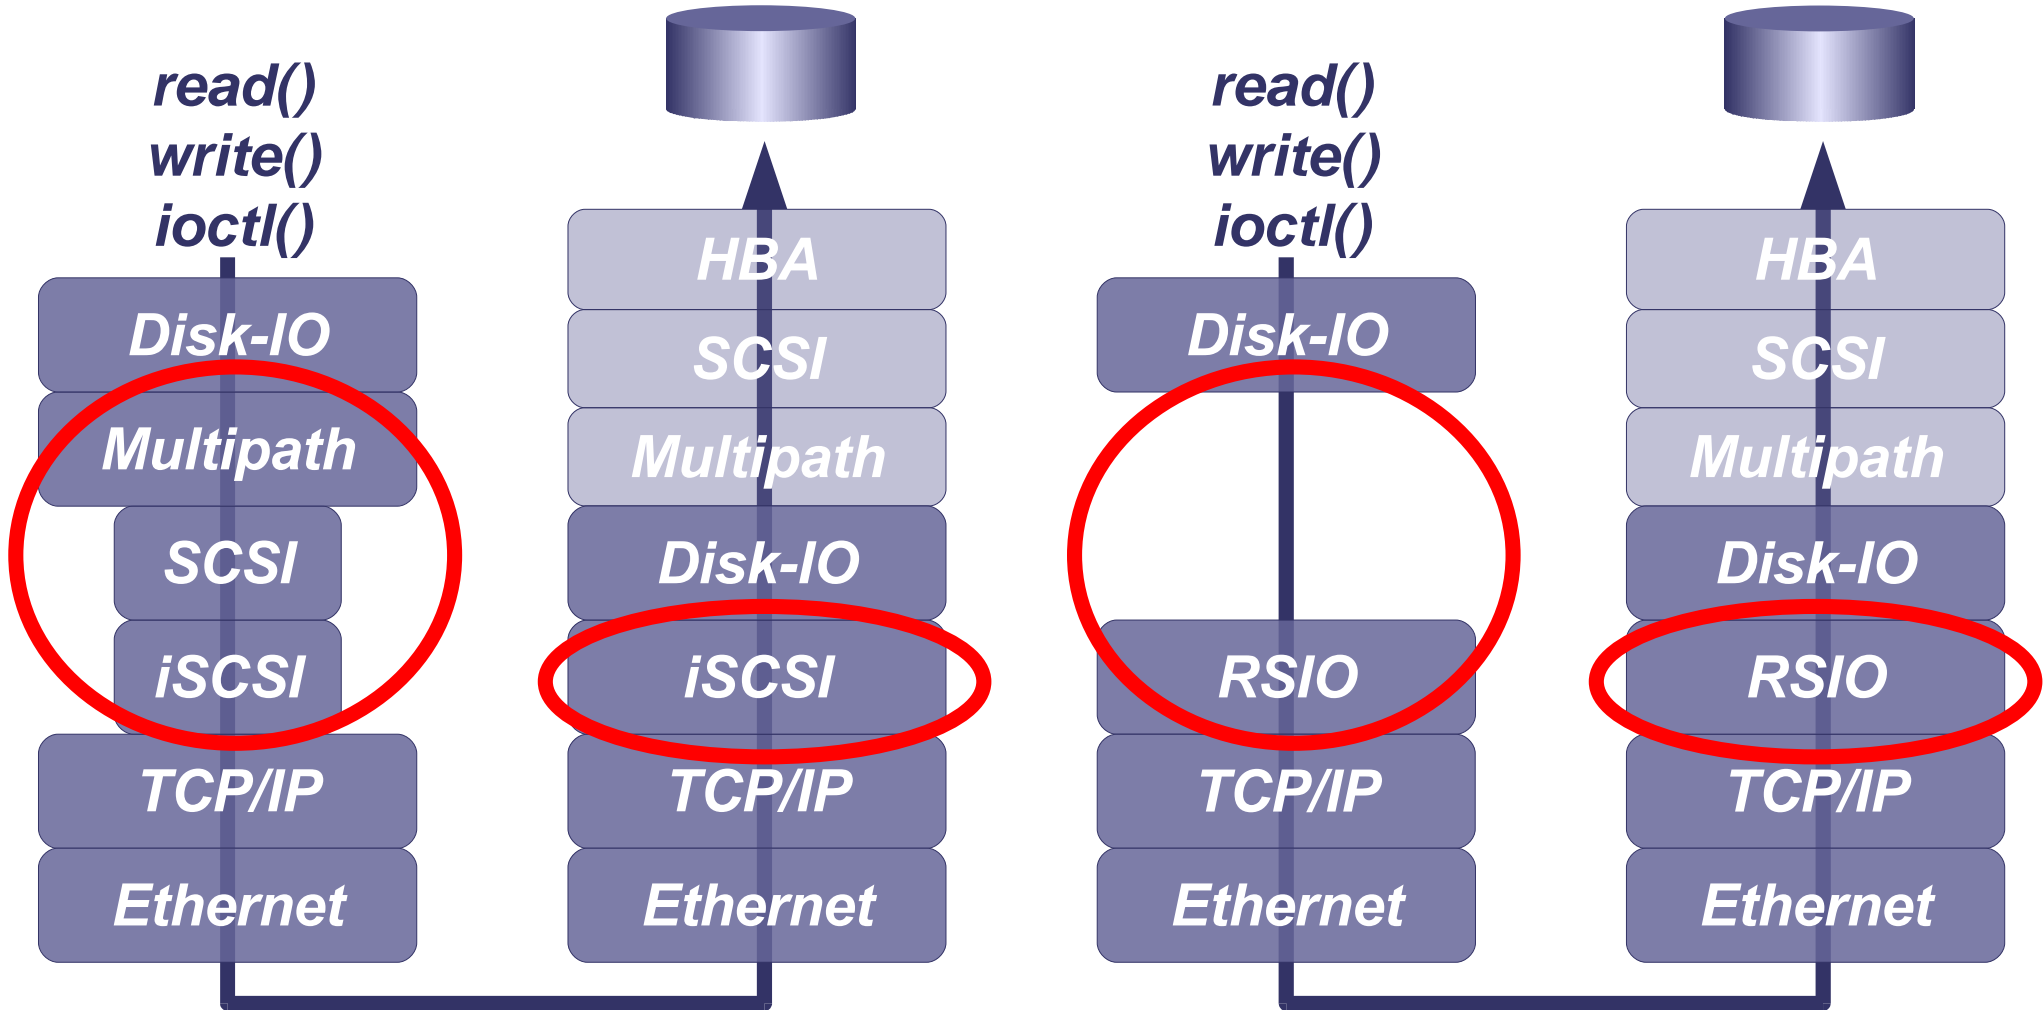 read()
write()
ioctl()
Disk-IO
Multipath
SCSI
iSCSI
TCP/IP
Ethernet
HBA
SCSI
Multipath
Disk-IO
iSCSI
TCP/IP
Ethernet
read()
write()
ioctl()
Disk-IO
RSIO
TCP/IP
Ethernet
HBA
SCSI
Multipath
Disk-IO
RSIO
TCP/IP
Ethernet